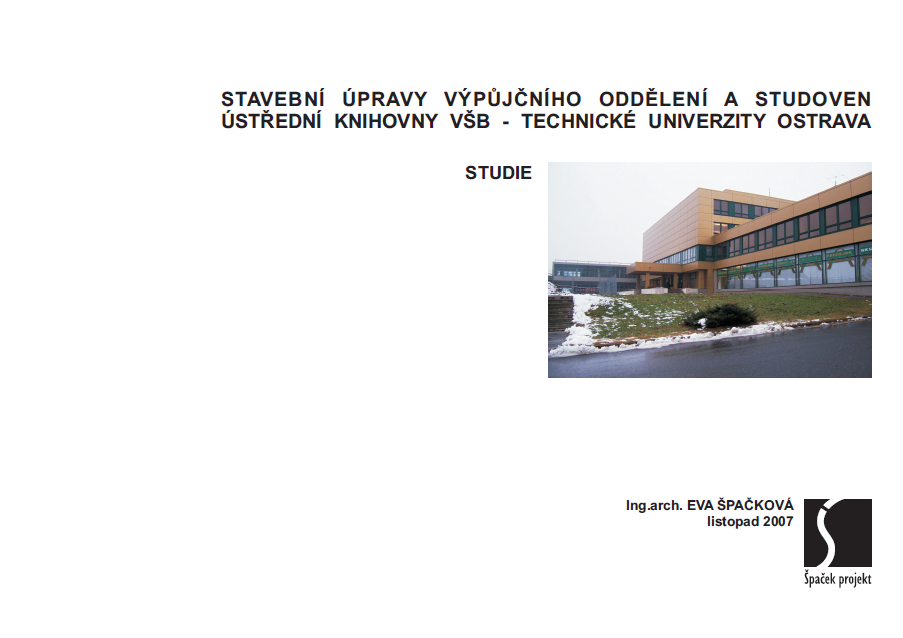 STAVEBNÍ ÚPRAVY VÝPŮJČNÍHO ODDĚLENÍ A STUDOVEN
ÚSTŘEDNÍ KNIHOVNY VŠB - TECHNICKÉ UNIVERZITY OSTRAVA
STUDIE
Ing.arch. EVA ŠPAČKOVÁ
listopad 2007
Špaček projekt